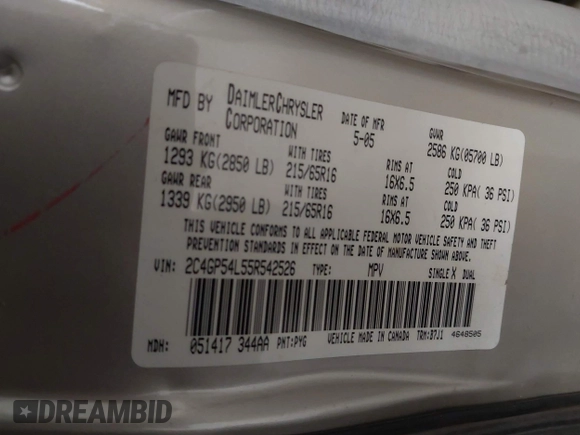 MFD BY DAIMLERCHRYSLER CORPORATION
DATE OF MFR 5-05
GVWR 2586 KG(05700 LB)
GAWR FRONT WITH TIRES RIMS AT COLD
1293 KG(2850 LB) 215/65R16 16X6.5 250 KPA( 36 PSI)
GAWR REAR WITH TIRES RIMS AT COLD
1339 KG(2950 LB) 215/65R16 16X6.5 250 KPA( 36 PSI)
THIS VEHICLE CONFORMS TO ALL APPLICABLE FEDERAL MOTOR VEHICLE SAFETY AND THEFT
PREVENTION STANDARDS IN EFFECT ON THE DATE OF MANUFACTURE SHOWN ABOVE.
VIN: 2C4GP54L55R542526 TYPE: MPV SINGLE X DUAL
MDH: 051417 344AA PNT:PYG VEHICLE MADE IN CANADA TRM:B7J1 4648505
DREAMBID